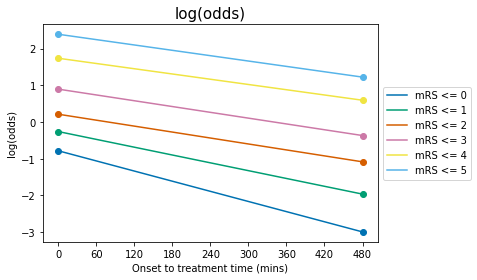 log(odds)
log(odds)
2
1
0
−1
−2
−3
0 60 120 180 240 300 360 420 480
Onset to treatment time (mins)
mRS <= 0
mRS <= 1
mRS <= 2
mRS <= 3
mRS <= 4
mRS <= 5